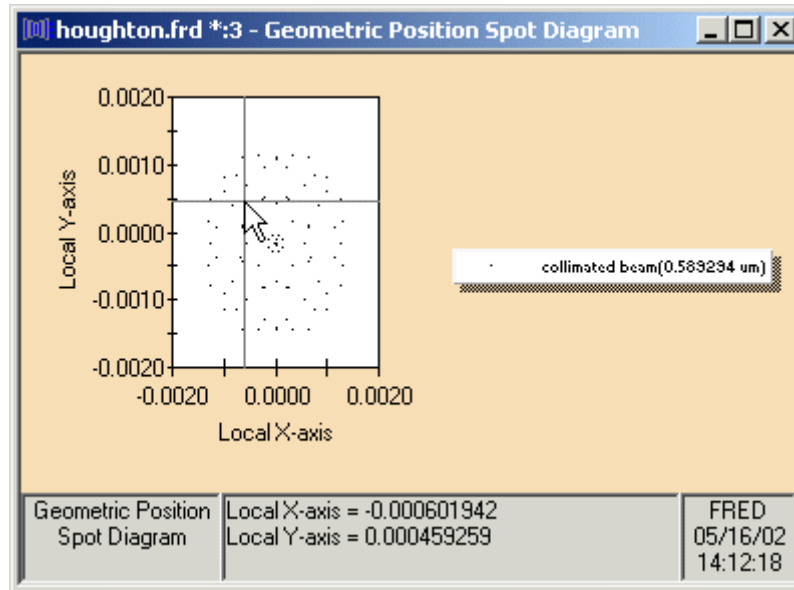 houghton.frd *:3 - Geometric Position Spot Diagram
0.0020
0.0010
0.0000
-0.0010
-0.0020
Local Y-axis
-0.0020 0.0000 0.0020
Local X-axis
collimated beam(0.589294 um)
Geometric Position
Spot Diagram
Local X-axis = -0.000601942
Local Y-axis = 0.000459259
FRED
05/16/02
14:12:18